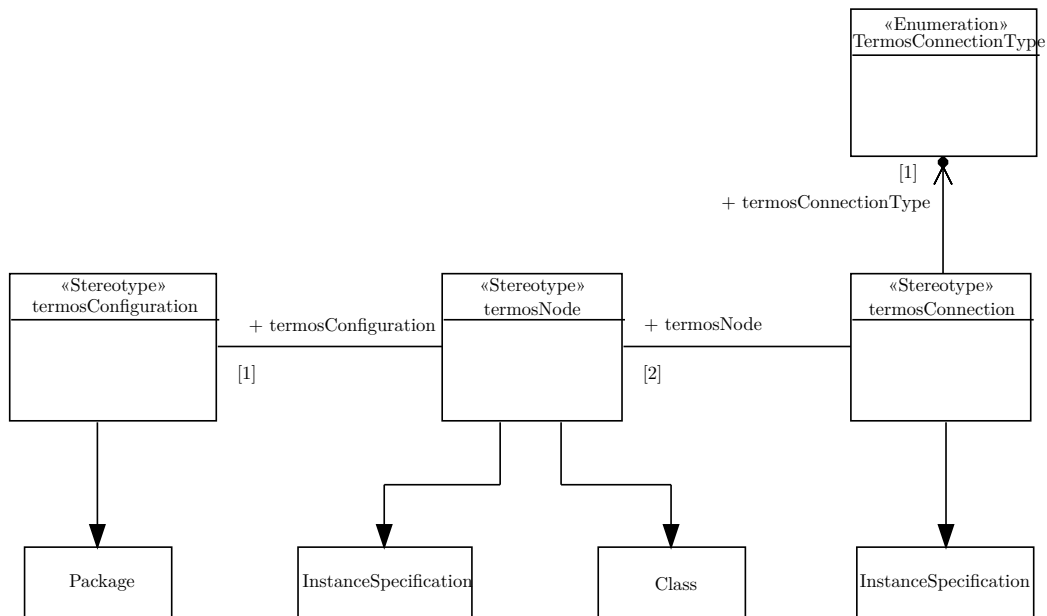 «Enumeration»
TermosConnectionType
[1]
+ termosConnectionType
«Stereotype»
termosConfiguration
«Stereotype»
termosNode
«Stereotype»
termosConnection
+ termosConfiguration
+ termosNode
[1]
[2]
Package
InstanceSpecification
Class
InstanceSpecification